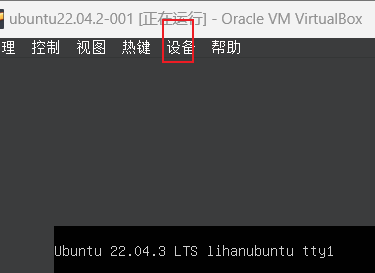 ubuntu22.04.2-001 [正在运行] - Oracle VM VirtualBox
理 控制 视图 热键 设备 帮助
Ubuntu 22.04.3 LTS lihanubuntu tty1